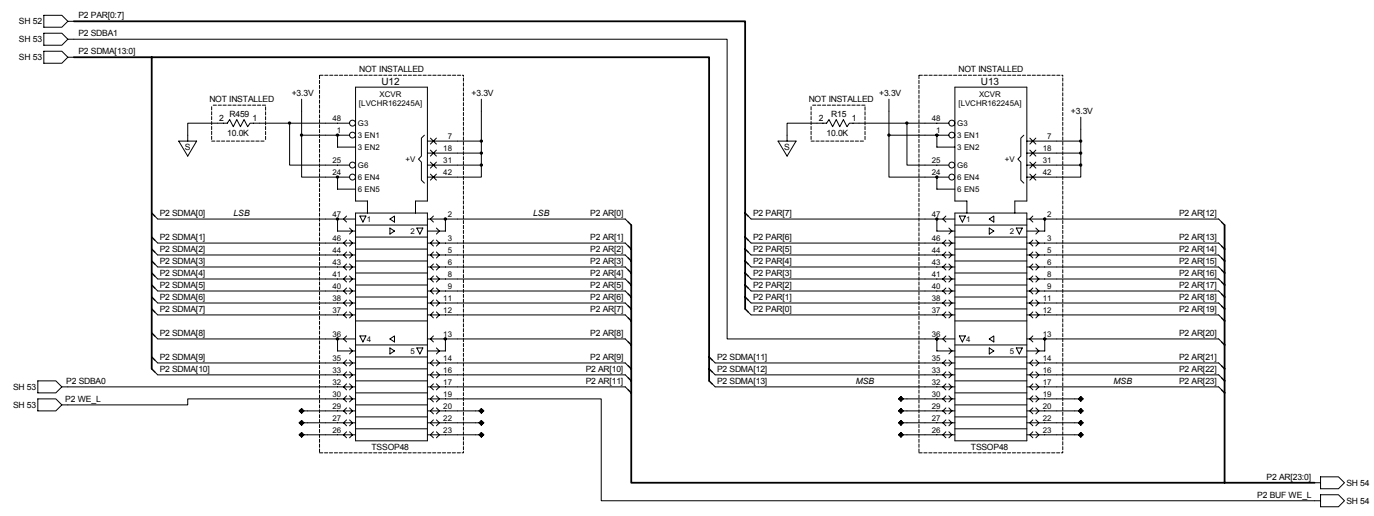 SH 52 P2 PAR[0:7]
SH 53 P2 SDBA1
SH 53 P2 SDMA[13:0]
NOT INSTALLED
U12
XCVR
[LVCHR162245A]
+3.3V
+3.3V
NOT INSTALLED
R459
2 1
10.0K
S
48 G3
1 3 EN1
3 EN2
25 G6
24 6 EN4
6 EN5
+V
7
18
31
42
P2 SDMA[0] LSB 47 1 2 LSB P2 AR[0]
2
P2 SDMA[1] 46 3 P2 AR[1]
P2 SDMA[2] 44 5 P2 AR[2]
P2 SDMA[3] 43 6 P2 AR[3]
P2 SDMA[4] 41 8 P2 AR[4]
P2 SDMA[5] 40 9 P2 AR[5]
P2 SDMA[6] 38 11 P2 AR[6]
P2 SDMA[7] 37 12 P2 AR[7]
P2 SDMA[8] 36 4 13 P2 AR[8]
5
P2 SDMA[9] 35 14 P2 AR[9]
P2 SDMA[10] 33 16 P2 AR[10]
SH 53 P2 SDBA0 32 17 P2 AR[11]
SH 53 P2 WE_L 30 19
29 20
27 22
26 23
TSSOP48
NOT INSTALLED
U13
XCVR
[LVCHR162245A]
+3.3V
+3.3V
NOT INSTALLED
R15
2 1
10.0K
S
48 G3
1 3 EN1
3 EN2
25 G6
24 6 EN4
6 EN5
+V
7
18
31
42
P2 PAR[7] 47 1 2 P2 AR[12]
2
P2 PAR[6] 46 3 P2 AR[13]
P2 PAR[5] 44 5 P2 AR[14]
P2 PAR[4] 43 6 P2 AR[15]
P2 PAR[3] 41 8 P2 AR[16]
P2 PAR[2] 40 9 P2 AR[17]
P2 PAR[1] 38 11 P2 AR[18]
P2 PAR[0] 37 12 P2 AR[19]
36 4 13 P2 AR[20]
5
P2 SDMA[11] 35 14 P2 AR[21]
P2 SDMA[12] 33 16 P2 AR[22]
P2 SDMA[13] MSB 32 17 MSB P2 AR[23]
30 19
29 20
27 22
26 23
TSSOP48
P2 AR[23:0] SH 54
P2 BUF WE_L SH 54